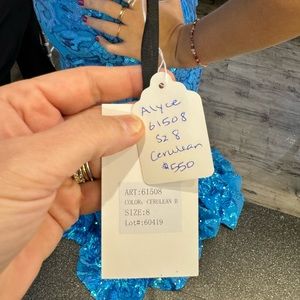 Alyce
61508
Sz 8
Cerulean
$550
ART:61508
COLOR: CERULEAN B
SIZE:8
Lot#:60419